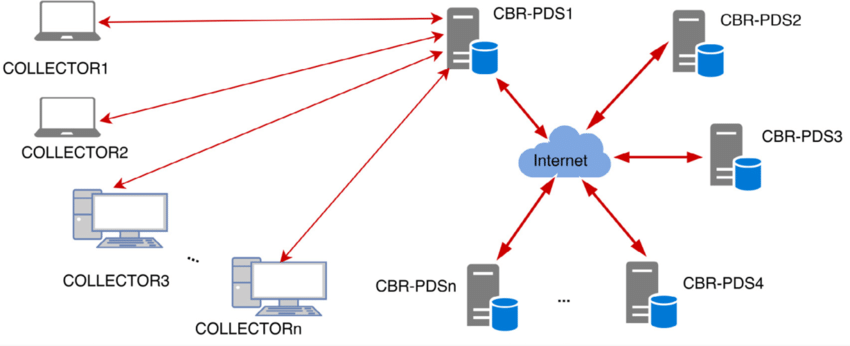 CBR-PDS1
CBR-PDS2
COLLECTOR1
CBR-PDS3
COLLECTOR2
Internet
COLLECTOR3
...
CBR-PDSn
...
CBR-PDS4
COLLECTORn